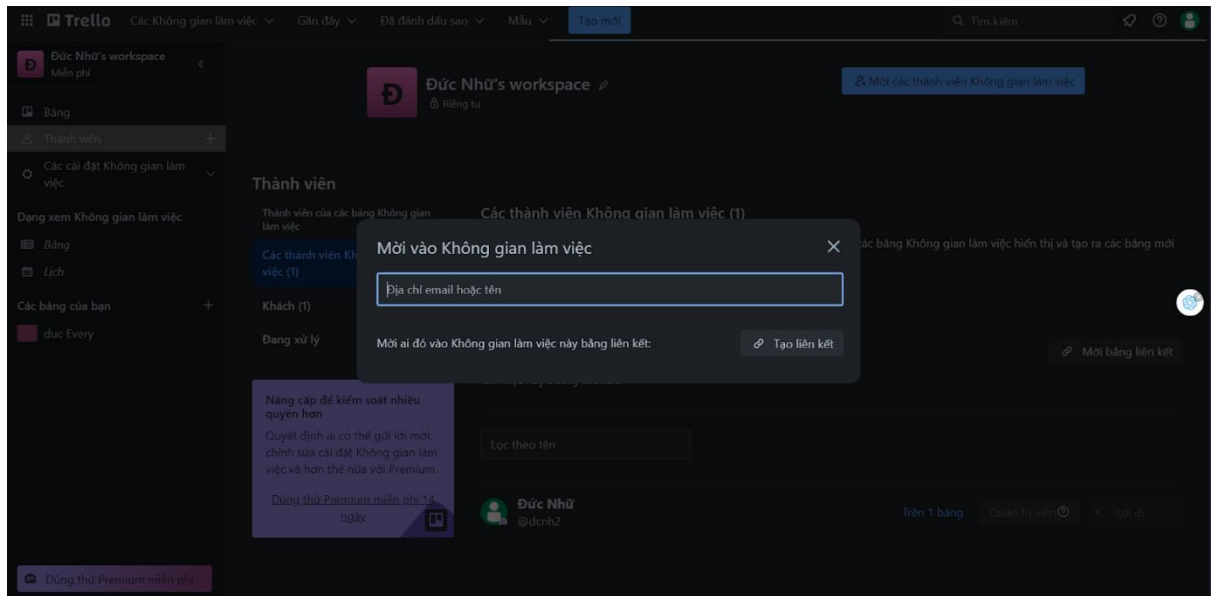 Trello Các Không gian làm việc Gần đây Đã đánh dấu sao Mẫu Tạo mới Tìm kiếm
Đ Đức Nhữ's workspace
Miễn phí
Bảng
Thành viên
Các cài đặt Không gian làm
việc
Dạng xem Không gian làm việc
Bảng
Lịch
Các bảng của bạn
duc Every
Dùng thử Premium miễn phí
Đ Đức Nhữ's workspace
Riêng tư
Mời các thành viên Không gian làm việc
Thành viên
Thành viên của các bảng Không gian
làm việc
Các thành viên Kh
việc (1)
Khách (1)
Đang xử lý
Nâng cấp để kiểm soát nhiều
quyền hơn
Quyết định ai có thể gửi lời mời,
chỉnh sửa cài đặt Không gian làm
việc và hơn thế nữa với Premium.
Dùng thử Premium miễn phí 14
ngày
Các thành viên Không gian làm việc (1)
các bảng Không gian làm việc hiển thị và tạo ra các bảng mới
Mời vào Không gian làm việc
Địa chỉ email hoặc tên
Mời ai đó vào Không gian làm việc này bằng liên kết:
Tạo liên kết
Mời bằng liên kết
Lọc theo tên
Đức Nhữ
@dcnh2
Trên 1 bảng
Quản trị viên
Rời đi